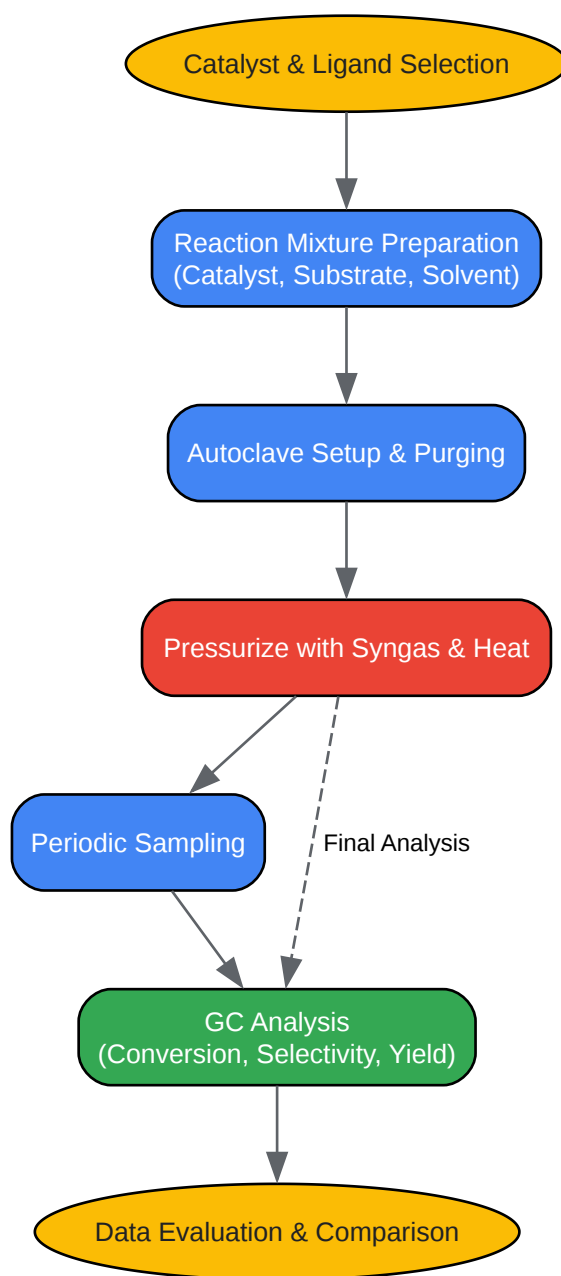 Catalyst & Ligand Selection
Reaction Mixture Preparation
(Catalyst, Substrate, Solvent)
Autoclave Setup & Purging
Pressurize with Syngas & Heat
Periodic Sampling
Final Analysis
GC Analysis
(Conversion, Selectivity, Yield)
Data Evaluation & Comparison